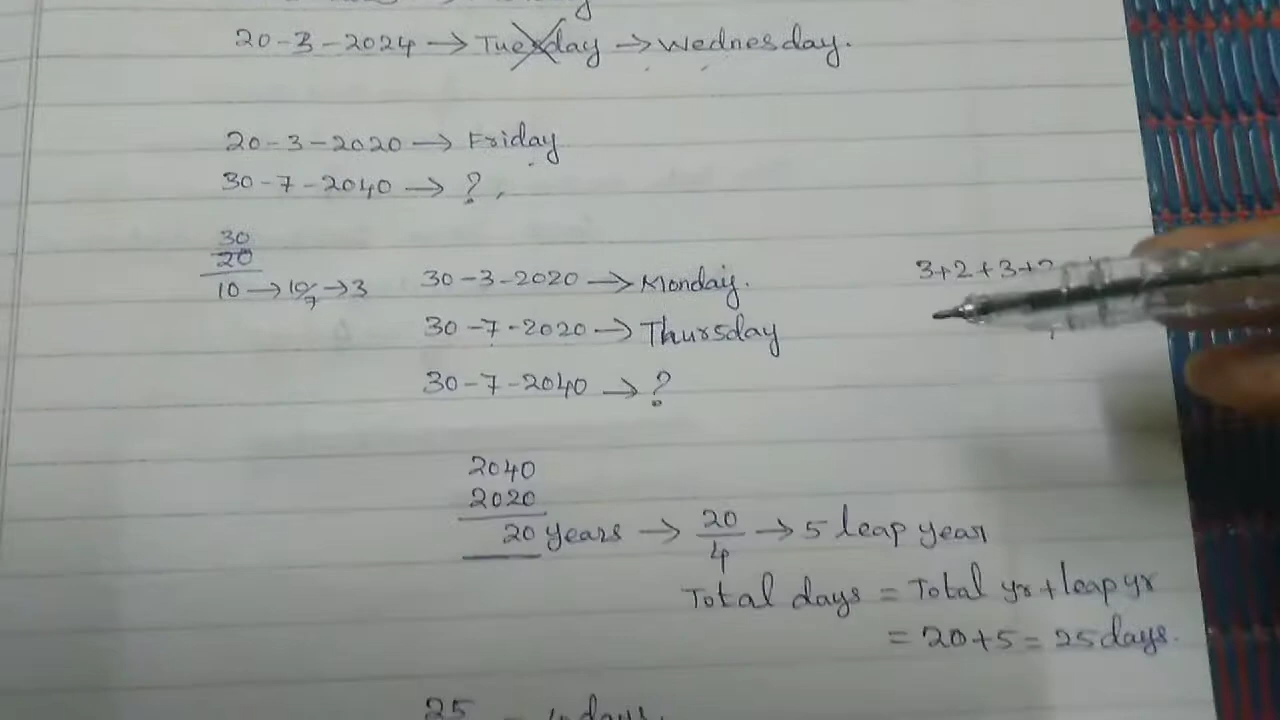 20-3-2024 → Tuesday → Wednesday.
20-3-2020 → Friday
30-7-2040 → ?
30
20
10 → 10/7 → 3
30-3-2020 → Monday.
3+2+3+2
30-7-2020 → Thursday
30-7-2040 → ?
2040
2020
20 years → 20/4 → 5 leap year
Total days = Total yr + leap yr
= 20+5 = 25 days.
25 days.